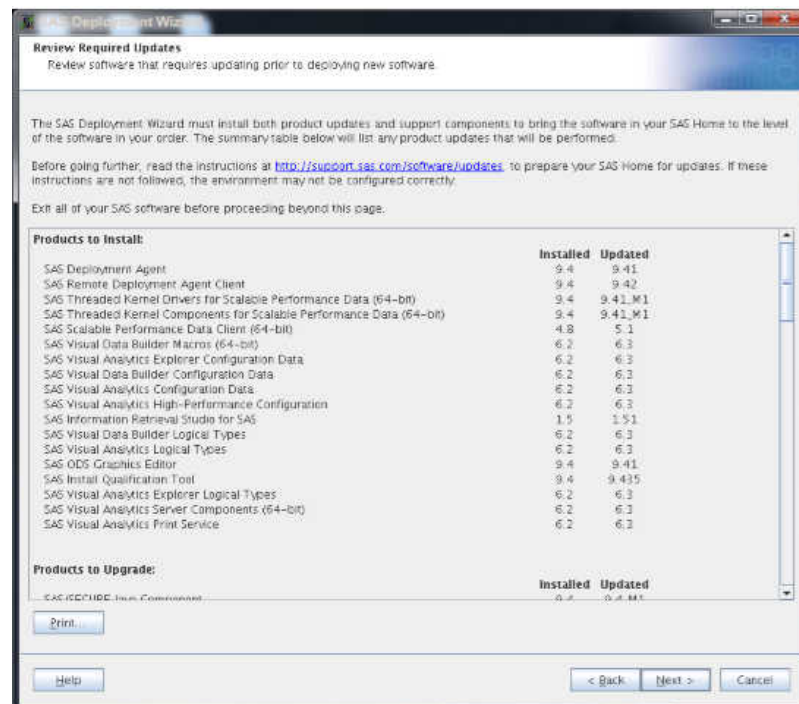 SAS Deployment Wizard
Review Required Updates
Review software that requires updating prior to deploying new software.
The SAS Deployment Wizard must install both product updates and support components to bring the software in your SAS Home to the level
of the software in your order. The summary table below will list any product updates that will be performed.
Before going further, read the instructions at http://support.sas.com/software/updates, to prepare your SAS Home for updates. If these
instructions are not followed, the environment may not be configured correctly.
Exit all of your SAS software before proceeding beyond this page.
Products to Install:
Installed Updated
SAS Deployment Agent 9.4 9.41
SAS Remote Deployment Agent Client 9.4 9.42
SAS Threaded Kernel Drivers for Scalable Performance Data (64-bit) 9.4 9.41_M1
SAS Threaded Kernel Components for Scalable Performance Data (64-bit) 9.4 9.41_M1
SAS Scalable Performance Data Client (64-bit) 4.8 5.1
SAS Visual Data Builder Macros (64-bit) 6.2 6.3
SAS Visual Analytics Explorer Configuration Data 6.2 6.3
SAS Visual Data Builder Configuration Data 6.2 6.3
SAS Visual Analytics Configuration Data 6.2 6.3
SAS Visual Analytics High-Performance Configuration 6.2 6.3
SAS Information Retrieval Studio for SAS 1.5 1.51
SAS Visual Data Builder Logical Types 6.2 6.3
SAS Visual Analytics Logical Types 6.2 6.3
SAS ODS Graphics Editor 9.4 9.41
SAS Install Qualification Tool 9.4 9.435
SAS Visual Analytics Explorer Logical Types 6.2 6.3
SAS Visual Analytics Server Components (64-bit) 6.2 6.3
SAS Visual Analytics Print Service 6.2 6.3
Products to Upgrade:
Installed Updated
SAS/SECURE Java Component 9.4 9.4_M1
Print...
Help
< Back
Next >
Cancel